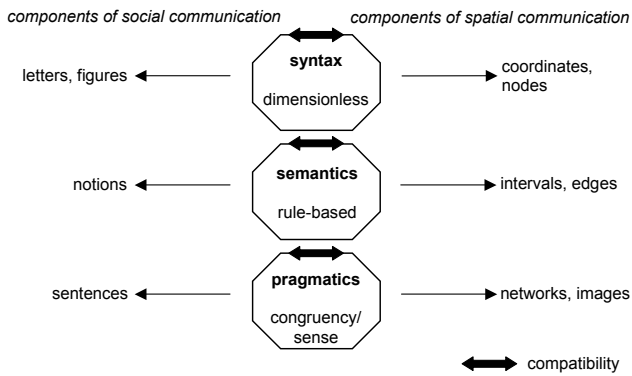 components of social communication
components of spatial communication
syntax
letters, figures
coordinates,
nodes
dimensionless
semantics
notions
intervals, edges
rule-based
pragmatics
sentences
networks, images
congruency/
sense
compatibility